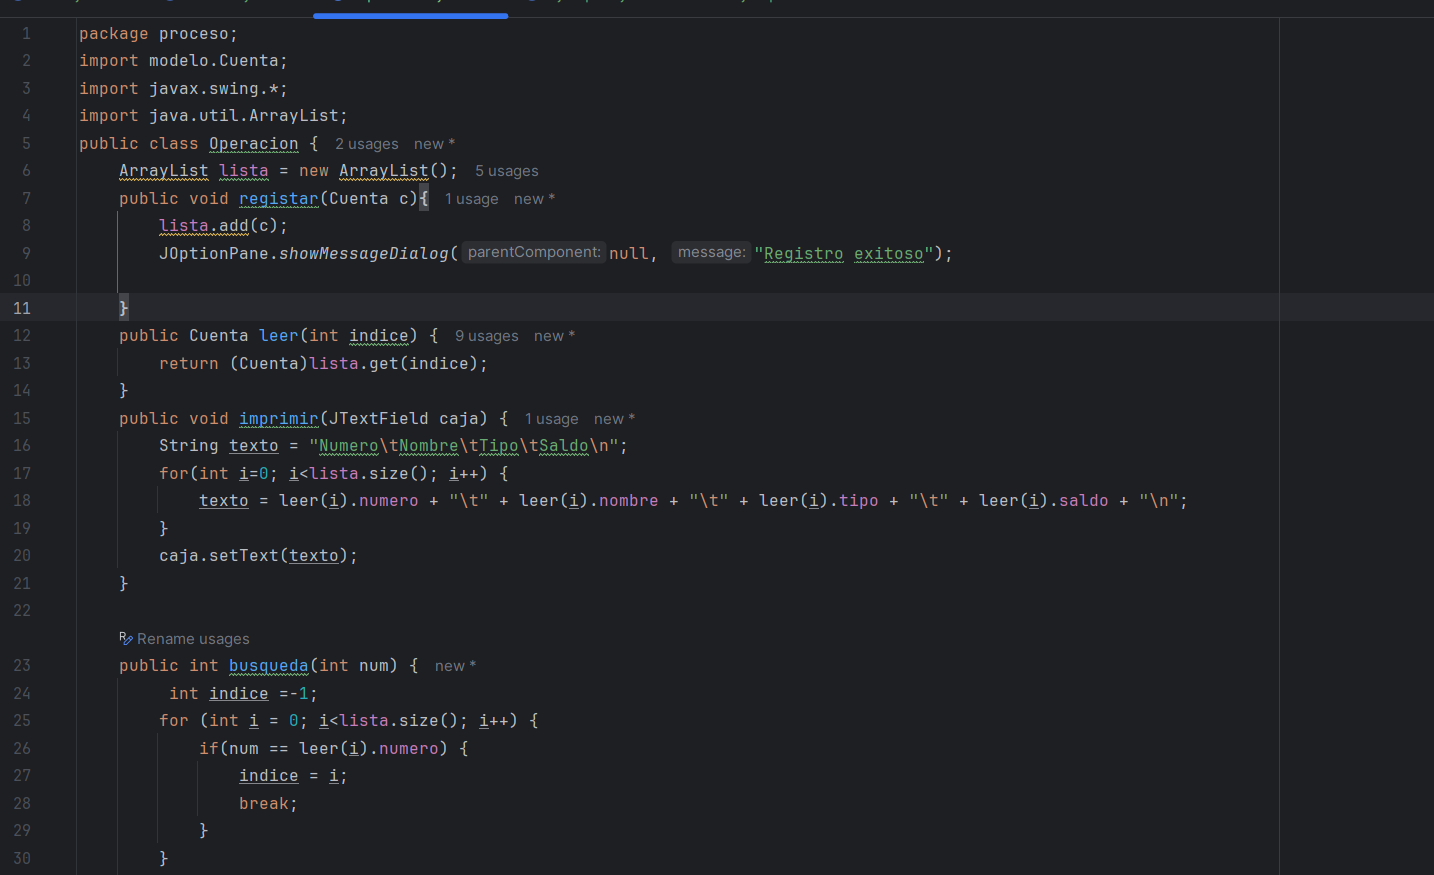 1 package proceso;
2 import modelo.Cuenta;
3 import javax.swing.*;
4 import java.util.ArrayList;
5 public class Operacion { 2 usages new *
6 ArrayList lista = new ArrayList(); 5 usages
7 public void registar(Cuenta c){ 1 usage new *
8 lista.add(c);
9 JOptionPane.showMessageDialog( parentComponent: null, message: "Registro exitoso");
10
11 }
12 public Cuenta leer(int indice) { 9 usages new *
13 return (Cuenta)lista.get(indice);
14 }
15 public void imprimir(JTextField caja) { 1 usage new *
16 String texto = "Numero\tNombre\tTipo\tSaldo\n";
17 for(int i=0; i<lista.size(); i++) {
18 texto = leer(i).numero + "\t" + leer(i).nombre + "\t" + leer(i).tipo + "\t" + leer(i).saldo + "\n";
19 }
20 caja.setText(texto);
21 }
22
Rename usages
23 public int busqueda(int num) { new *
24 int indice =-1;
25 for (int i = 0; i<lista.size(); i++) {
26 if(num == leer(i).numero) {
27 indice = i;
28 break;
29 }
30 }